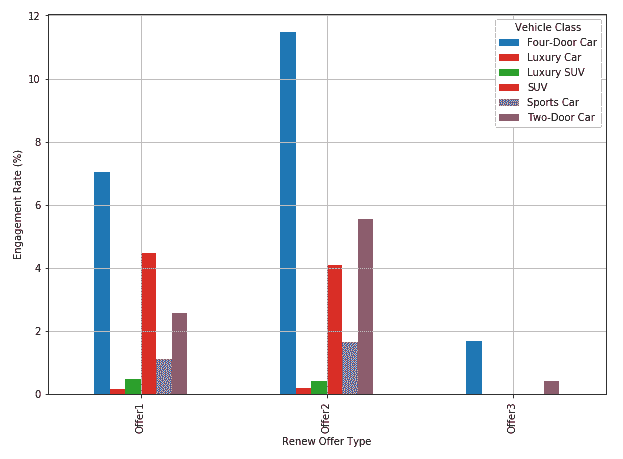 12
10
8
6
4
2
0
Engagement Rate (%)
Vehicle Class
Four-Door Car
Luxury Car
Luxury SUV
SUV
Sports Car
Two-Door Car
Offer1
Offer2
Offer3
Renew Offer Type